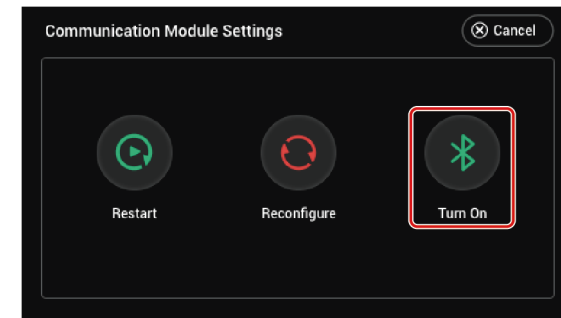 Communication Module Settings
Cancel
Restart
Reconfigure
Turn On